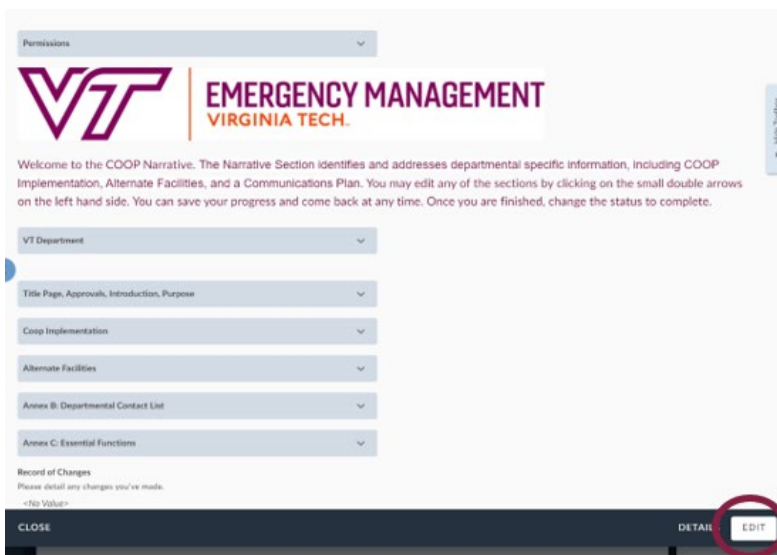 Permissions
VT
EMERGENCY MANAGEMENT
VIRGINIA TECH.
Welcome to the COOP Narrative. The Narrative Section identifies and addresses departmental specific information, including COOP
Implementation, Alternate Facilities, and a Communications Plan. You may edit any of the sections by clicking on the small double arrows
on the left hand side. You can save your progress and come back at any time. Once you are finished, change the status to complete.
VT Department
Title Page, Approvals, Introduction, Purpose
Coop Implementation
Alternate Facilities
Annex B: Departmental Contact List
Annex C: Essential Functions
Record of Changes
Please detail any changes you've made.
<No Value>
CLOSE
DETAIL
EDIT